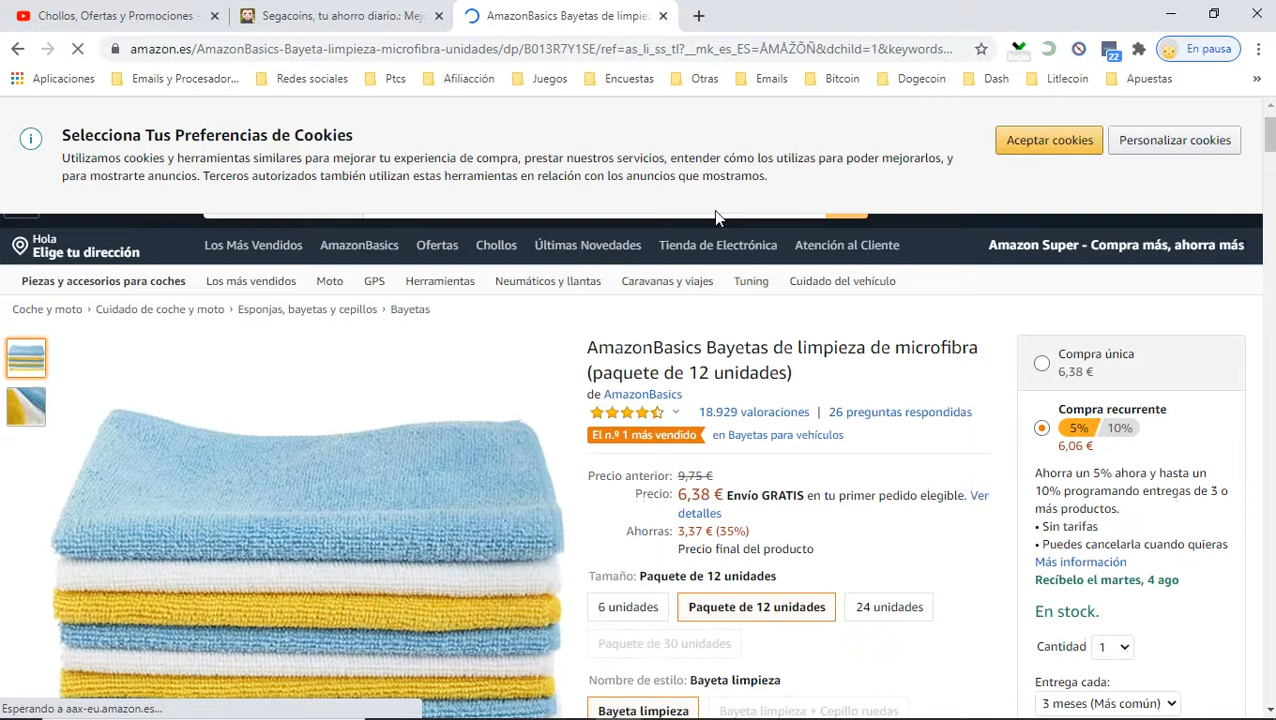 Chollos, Ofertas y Promociones -
Segacoins, tu ahorro diario.: Mejo
AmazonBasics Bayetas de limpiez
amazon.es/AmazonBasics-Bayeta-limpieza-microfibra-unidades/dp/B013R7Y1SE/ref=as_li_ss_tl?__mk_es_ES=ÅMÅŽÕÑ&dchild=1&keywords...
22
En pausa
Aplicaciones
Emails y Procesador...
Redes sociales
Ptcs
Afiliacción
Juegos
Encuestas
Otras
Emails
Bitcoin
Dogecoin
Dash
Litlecoin
Apuestas
»
Selecciona Tus Preferencias de Cookies
Utilizamos cookies y herramientas similares para mejorar tu experiencia de compra, prestar nuestros servicios, entender cómo los utilizas para poder mejorarlos, y
para mostrarte anuncios. Terceros autorizados también utilizan estas herramientas en relación con los anuncios que mostramos.
Aceptar cookies
Personalizar cookies
Hola
Elige tu dirección
Los Más Vendidos
AmazonBasics
Ofertas
Chollos
Últimas Novedades
Tienda de Electrónica
Atención al Cliente
Amazon Super - Compra más, ahorra más
Piezas y accesorios para coches
Los más vendidos
Moto
GPS
Herramientas
Neumáticos y llantas
Caravanas y viajes
Tuning
Cuidado del vehículo
Coche y moto › Cuidado de coche y moto › Esponjas, bayetas y cepillos › Bayetas
AmazonBasics Bayetas de limpieza de microfibra
(paquete de 12 unidades)
de AmazonBasics
18.929 valoraciones | 26 preguntas respondidas
El n.º 1 más vendido en Bayetas para vehículos
Precio anterior: 9,75 €
Precio: 6,38 € Envío GRATIS en tu primer pedido elegible. Ver
detalles
Ahorras: 3,37 € (35%)
Precio final del producto
Tamaño: Paquete de 12 unidades
6 unidades
Paquete de 12 unidades
24 unidades
Paquete de 30 unidades
Nombre de estilo: Bayeta limpieza
Bayeta limpieza
Bayeta limpieza + Cepillo ruedas
Compra única
6,38 €
Compra recurrente
5% 10%
6,06 €
Ahorra un 5% ahora y hasta un
10% programando entregas de 3 o
más productos.
• Sin tarifas
• Puedes cancelarla cuando quieras
Más información
Recíbelo el martes, 4 ago
En stock.
Cantidad 1
Entrega cada:
3 meses (Más común)
Esperando a aax-eu.amazon.es...